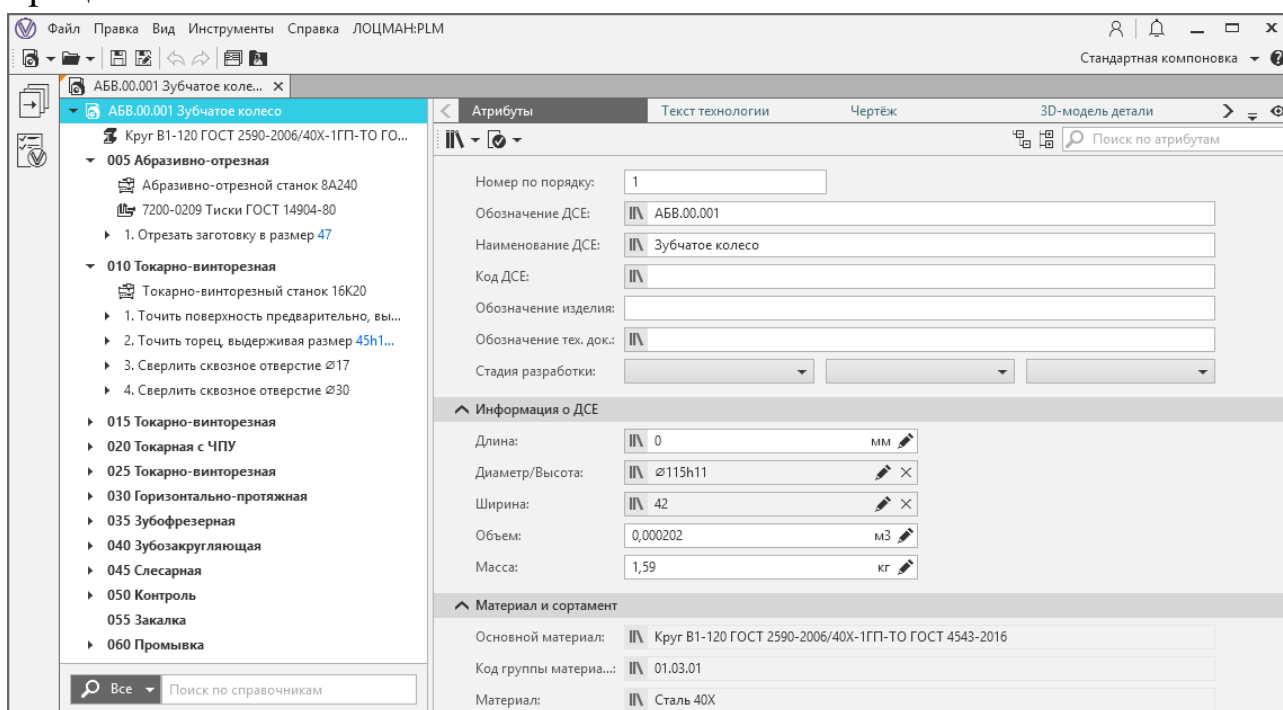 Файл Правка Вид Инструменты Справка ЛОЦМАН:PLM
Стандартная компоновка
АБВ.00.001 Зубчатое коле...
АБВ.00.001 Зубчатое колесо
Круг В1-120 ГОСТ 2590-2006/40Х-1ГП-ТО ГО...
005 Абразивно-отрезная
Абразивно-отрезной станок 8А240
7200-0209 Тиски ГОСТ 14904-80
1. Отрезать заготовку в размер 47
010 Токарно-винторезная
Токарно-винторезный станок 16К20
1. Точить поверхность предварительно, вы...
2. Точить торец, выдерживая размер 45h1...
3. Сверлить сквозное отверстие ⌀17
4. Сверлить сквозное отверстие ⌀30
015 Токарно-винторезная
020 Токарная с ЧПУ
025 Токарно-винторезная
030 Горизонтально-протяжная
035 Зубофрезерная
040 Зубозакругляющая
045 Слесарная
050 Контроль
055 Закалка
060 Промывка
Все Поиск по справочникам
Атрибуты Текст технологии Чертёж 3D-модель детали
Поиск по атрибутам
Номер по порядку: 1
Обозначение ДСЕ: АБВ.00.001
Наименование ДСЕ: Зубчатое колесо
Код ДСЕ:
Обозначение изделия:
Обозначение тех. док.:
Стадия разработки:
Информация о ДСЕ
Длина: 0 мм
Диаметр/Высота: ⌀115h11
Ширина: 42
Объем: 0,000202 м3
Масса: 1,59 кг
Материал и сортамент
Основной материал: Круг В1-120 ГОСТ 2590-2006/40Х-1ГП-ТО ГОСТ 4543-2016
Код группы материа...: 01.03.01
Материал: Сталь 40Х